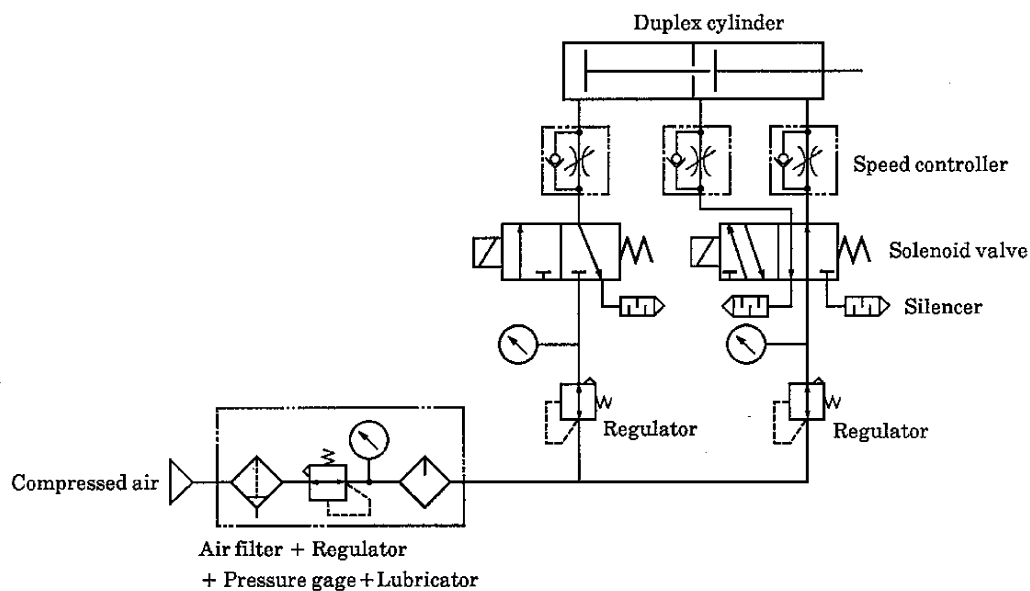 Duplex cylinder
Speed controller
Solenoid valve
Silencer
Regulator
Regulator
Compressed air
Air filter + Regulator
+ Pressure gage + Lubricator